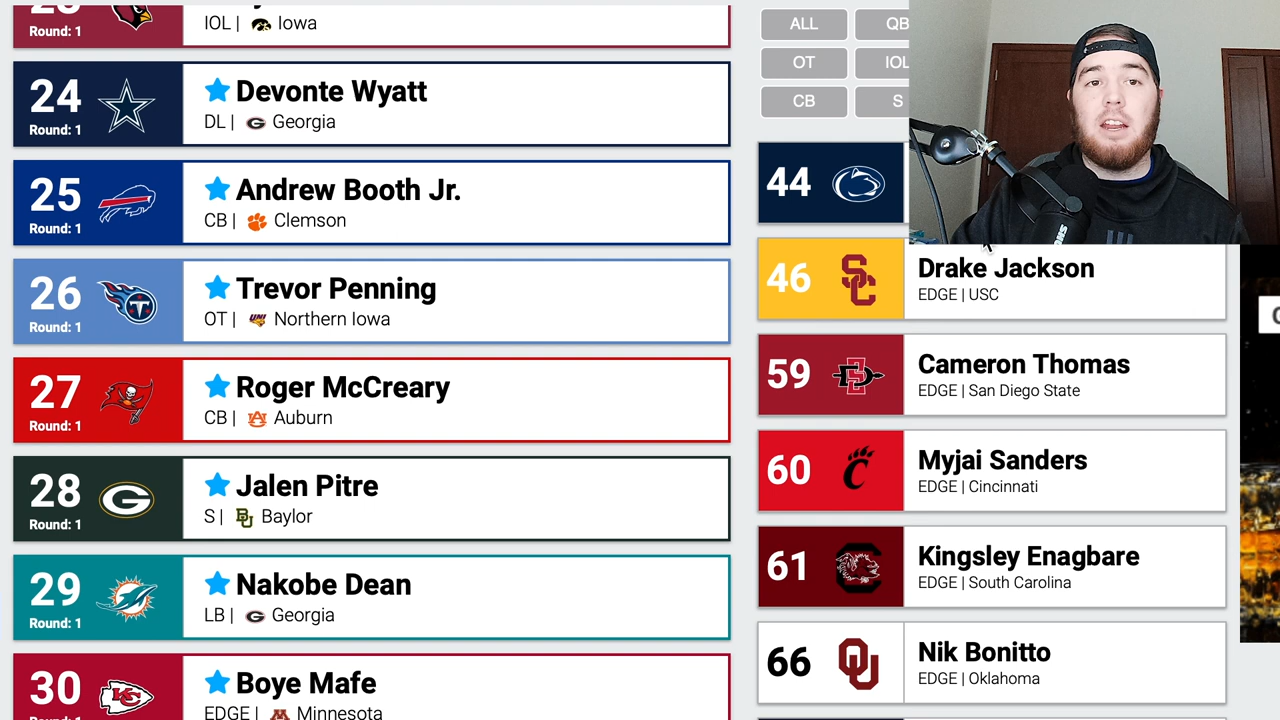 Round: 1
IOL | Iowa
24
Round: 1
Devonte Wyatt
DL | Georgia
25
Round: 1
Andrew Booth Jr.
CB | Clemson
26
Round: 1
Trevor Penning
OT | Northern Iowa
27
Round: 1
Roger McCreary
CB | Auburn
28
Round: 1
Jalen Pitre
S | Baylor
29
Round: 1
Nakobe Dean
LB | Georgia
30
Boye Mafe
EDGE | Minnesota
ALL QB
OT IOL
CB S
44
46
Drake Jackson
EDGE | USC
59
Cameron Thomas
EDGE | San Diego State
60
Myjai Sanders
EDGE | Cincinnati
61
Kingsley Enagbare
EDGE | South Carolina
66
Nik Bonitto
EDGE | Oklahoma